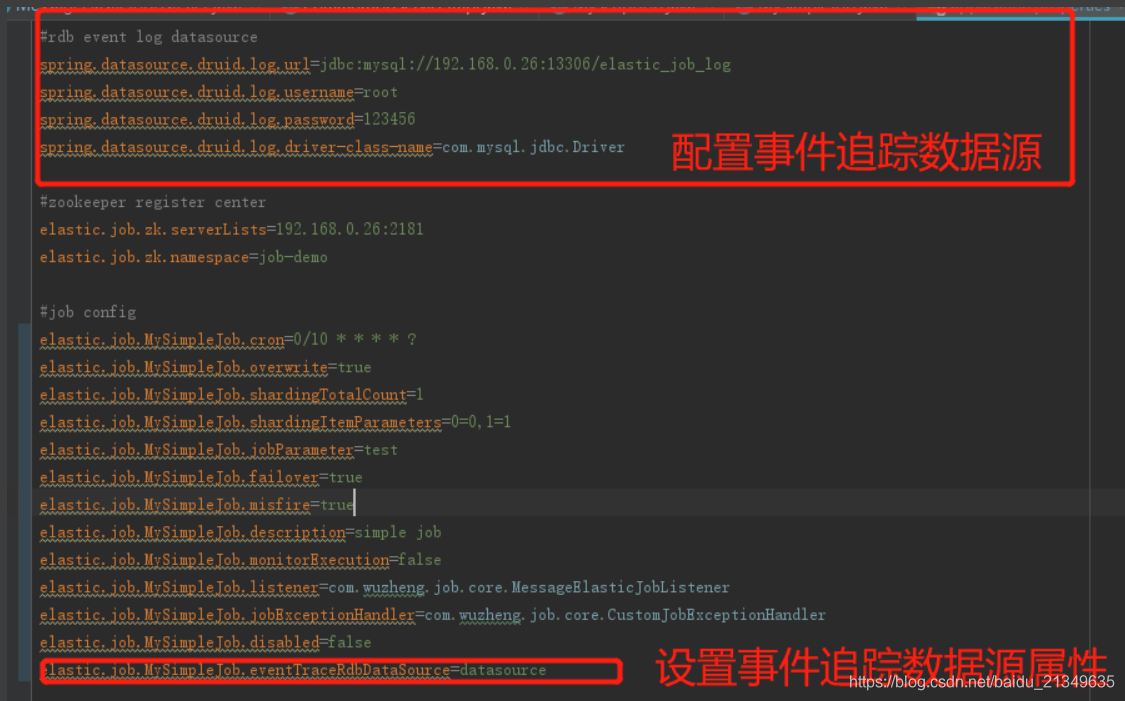 #rdb event log datasource
spring.datasource.druid.log.url=jdbc:mysql://192.168.0.26:13306/elastic_job_log
spring.datasource.druid.log.username=root
spring.datasource.druid.log.password=123456
spring.datasource.druid.log.driver-class-name=com.mysql.jdbc.Driver
配置事件追踪数据源
#zookeeper register center
elastic.job.zk.serverLists=192.168.0.26:2181
elastic.job.zk.namespace=job-demo
#job config
elastic.job.MySimpleJob.cron=0/10 * * * * ?
elastic.job.MySimpleJob.overwrite=true
elastic.job.MySimpleJob.shardingTotalCount=1
elastic.job.MySimpleJob.shardingItemParameters=0=0,1=1
elastic.job.MySimpleJob.jobParameter=test
elastic.job.MySimpleJob.failover=true
elastic.job.MySimpleJob.misfire=true
elastic.job.MySimpleJob.description=simple job
elastic.job.MySimpleJob.monitorExecution=false
elastic.job.MySimpleJob.listener=com.wuzheng.job.core.MessageElasticJobListener
elastic.job.MySimpleJob.jobExceptionHandler=com.wuzheng.job.core.CustomJobExceptionHandler
elastic.job.MySimpleJob.disabled=false
elastic.job.MySimpleJob.eventTraceRdbDataSource=datasource
设置事件追踪数据源属性
https://blog.csdn.net/baidu_21349635